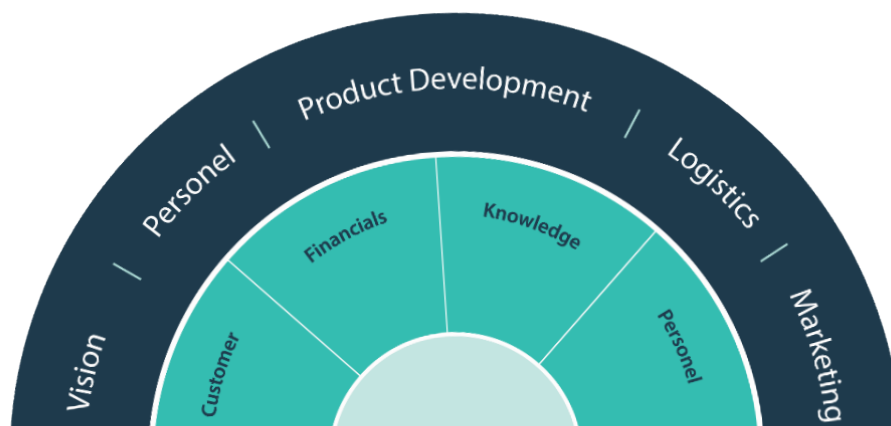 Vision
Personel
Product Development
Logistics
Marketing
Customer
Financials
Knowledge
Personel